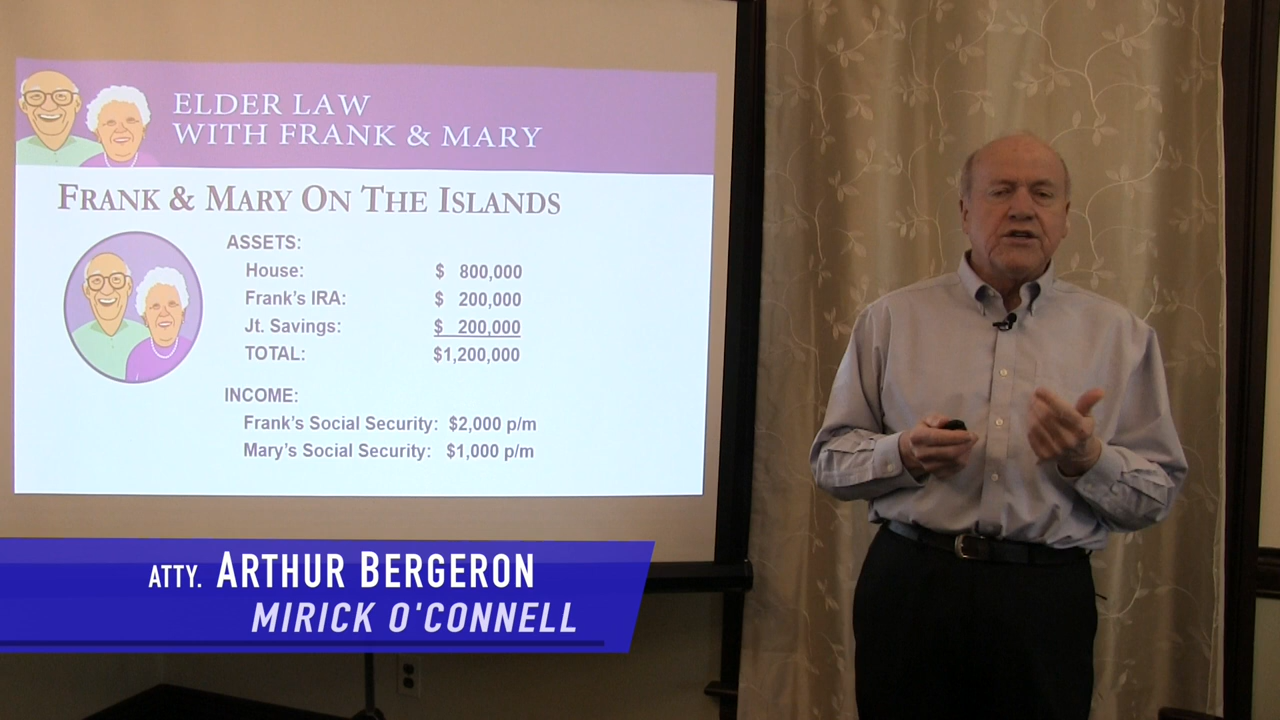 ELDER LAW
WITH FRANK & MARY
FRANK & MARY ON THE ISLANDS
ASSETS:
House: $ 800,000
Frank's IRA: $ 200,000
Jt. Savings: $ 200,000
TOTAL: $1,200,000
INCOME:
Frank's Social Security: $2,000 p/m
Mary's Social Security: $1,000 p/m
ATTY. ARTHUR BERGERON
MIRICK O'CONNELL